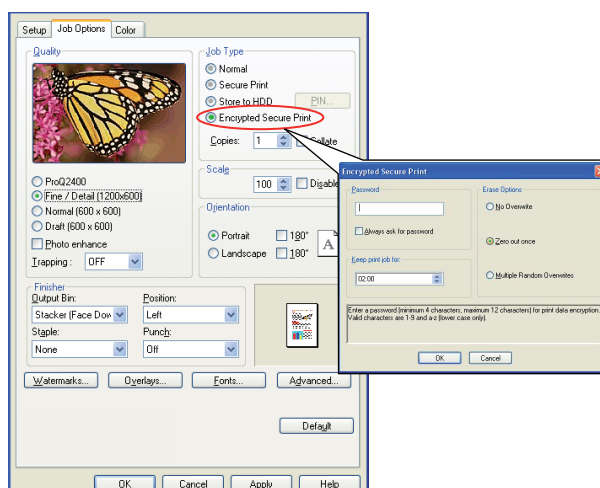 Setup Job Options Color
Quality
ProQ2400
Fine / Detail (1200x600)
Normal (600 x 600)
Draft (600 x 600)
Photo enhance
Trapping : OFF
Job Type
Normal
Secure Print
Store to HDD PIN...
Encrypted Secure Print
Copies: 1 Collate
Scale
100 Disable
Orientation
Portrait 180°
Landscape 180°
A
Finisher
Output Bin: Position:
Stacker (Face Dow Left
Staple: Punch:
None Off
Watermarks... Overlays... Fonts... Advanced...
Default
OK Cancel Apply Help
Encrypted Secure Print
Password
Always ask for password
Keep print job for:
02:00
Erase Options
No Overwrite
Zero out once
Multiple Random Overwrites
Enter a password (minimum 4 characters, maximum 12 characters) for print data encryption.
Valid characters are 1-9 and a-z (lower case only).
OK Cancel